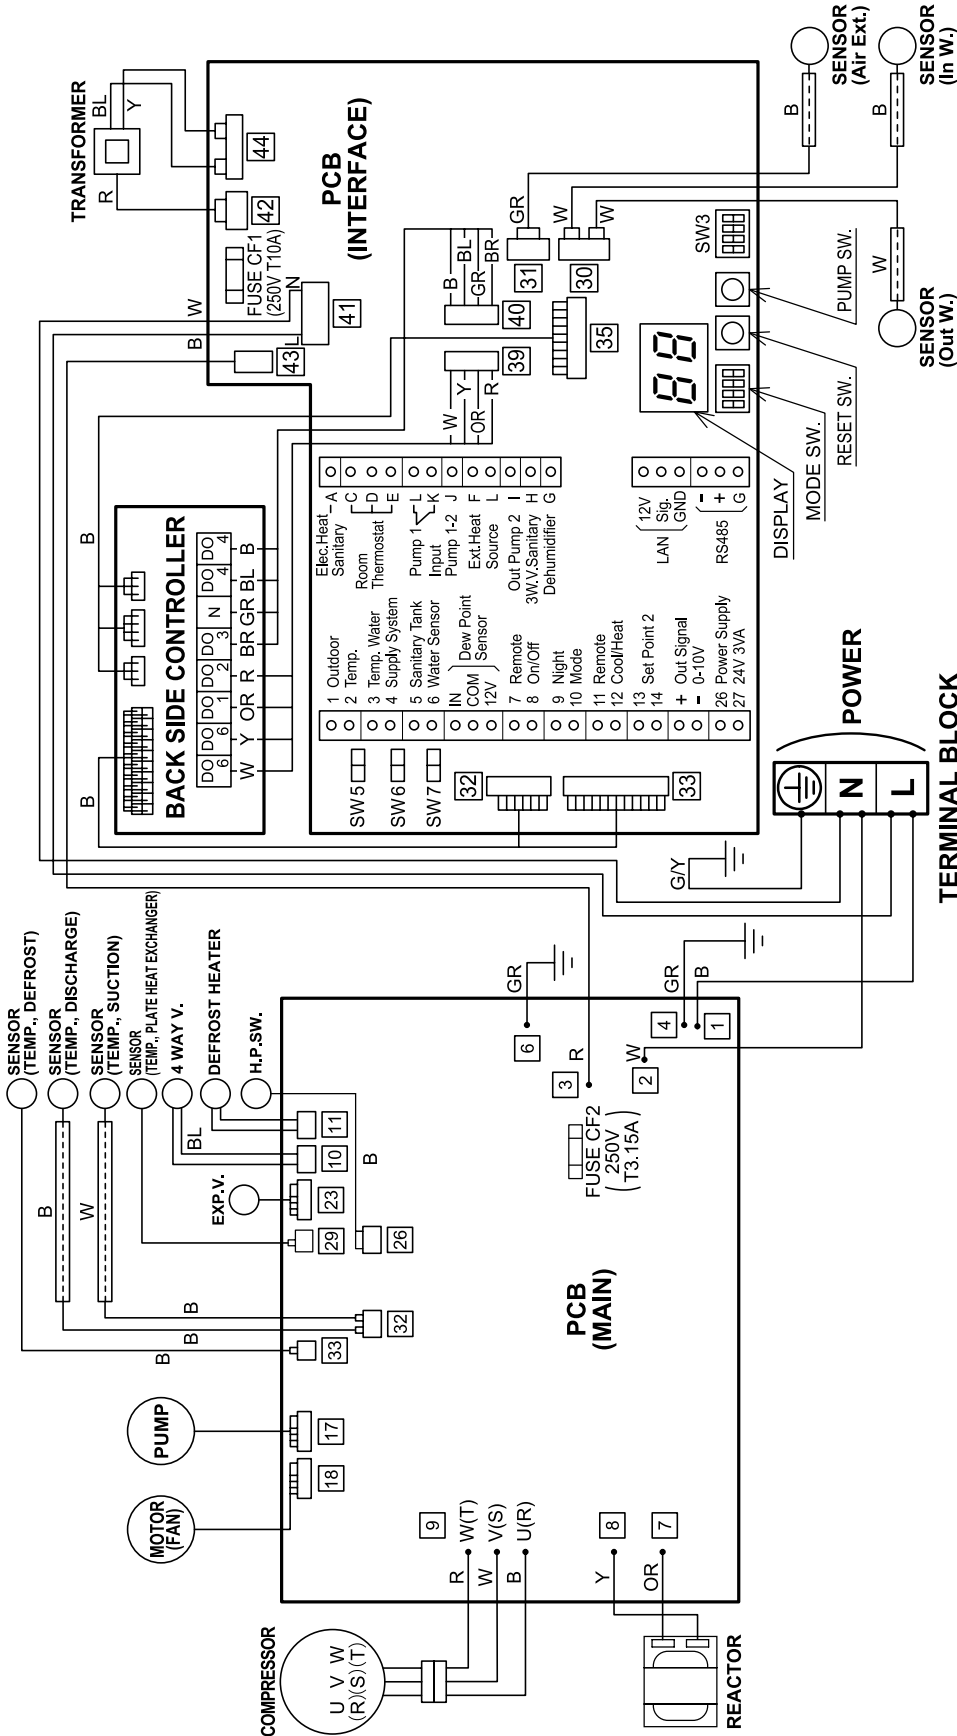 TRANSFORMER
R
BL
Y
44
42
FUSE CF1
(250V T10A)
PCB
(INTERFACE)
W
B
N
L
41
43
B
BL
GR
BR
40
GR
31
W
W
30
35
W
Y
OR
R
39
SW3
B
SENSOR
(Air Ext.)
B
SENSOR
(In W.)
W
SENSOR
(Out W.)
PUMP SW.
RESET SW.
MODE SW.
DISPLAY
88
B
B
BACK SIDE CONTROLLER
DO 6
DO 6
DO 1
DO 2
DO 3
N
DO 4
DO 4
W
Y
OR
R
BR
GR
BL
B
Elec.Heat
Sanitary
A
Room
Thermostat
C
D
E
Pump 1
Input
L
K
Pump 1-2
J
Ext.Heat
Source
F
L
Out Pump 2
I
3W.V.Sanitary
H
Dehumidifier
G
LAN
12V
Sig.
GND
RS485
-
+
G
1 Outdoor
2 Temp.
3 Temp. Water
4 Supply System
5 Sanitary Tank
6 Water Sensor
IN
COM
12V
Dew Point
Sensor
7 Remote
8 On/Off
9 Night
10 Mode
11 Remote
12 Cool/Heat
13 Set Point 2
14
+ Out Signal
- 0-10V
26 Power Supply
27 24V 3VA
SW5
SW6
SW7
32
33
POWER
N
L
TERMINAL BLOCK
G/Y
SENSOR
(TEMP., DEFROST)
SENSOR
(TEMP., DISCHARGE)
SENSOR
(TEMP., SUCTION)
SENSOR
(TEMP., PLATE HEAT EXCHANGER)
4 WAY V.
DEFROST HEATER
H.P.SW.
B
W
BL
EXP.V.
11
10
23
29
26
B
B
B
B
32
33
PUMP
17
MOTOR
(FAN)
18
GR
6
R
3
W
2
GR
4
B
1
FUSE CF2
250V
(T3.15A)
PCB
(MAIN)
COMPRESSOR
U V W
(R)(S)(T)
9
R
W(T)
W
V(S)
B
U(R)
8
Y
7
OR
REACTOR